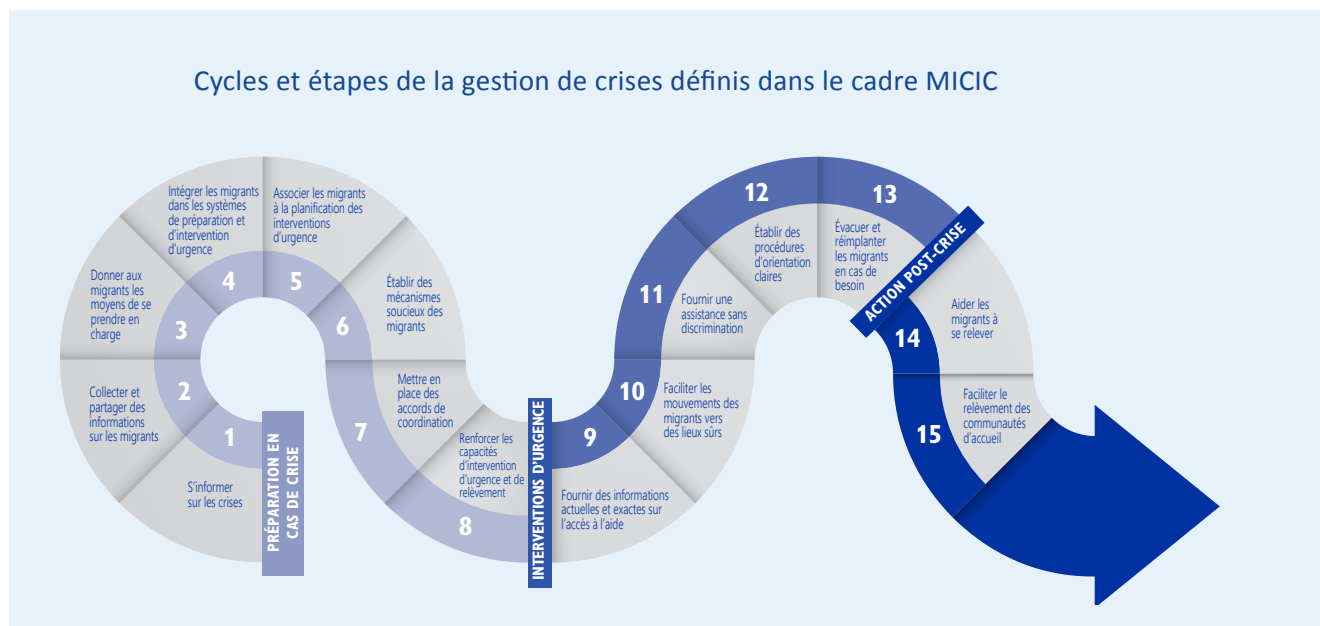 Cycles et étapes de la gestion de crises définis dans le cadre MICIC
PRÉPARATION EN
CAS DE CRISE
1
S’informer
sur les crises
2
Collecter et
partager des
informations
sur les migrants
3
Donner aux
migrants les
moyens de se
prendre en
charge
4
Intégrer les migrants
dans les systèmes
de préparation et
d’intervention
d’urgence
5
Associer les migrants
à la planification des
interventions
d’urgence
6
Établir des
mécanismes
soucieux des
migrants
7
Mettre en
place des
accords de
coordination
8
Renforcer les
capacités
d’intervention
d’urgence et de
relèvement
INTERVENTIONS D’URGENCE
9
Fournir des informations
actuelles et exactes sur
l’accès à l’aide
10
Faciliter les
mouvements des
migrants vers
des lieux sûrs
11
Fournir une
assistance sans
discrimination
12
Établir des
procédures
d’orientation
claires
13
Évacuer et
réimplanter
les migrants
en cas de
besoin
ACTION POST-CRISE
14
Aider les
migrants à
se relever
15
Faciliter le
relèvement des
communautés
d’accueil